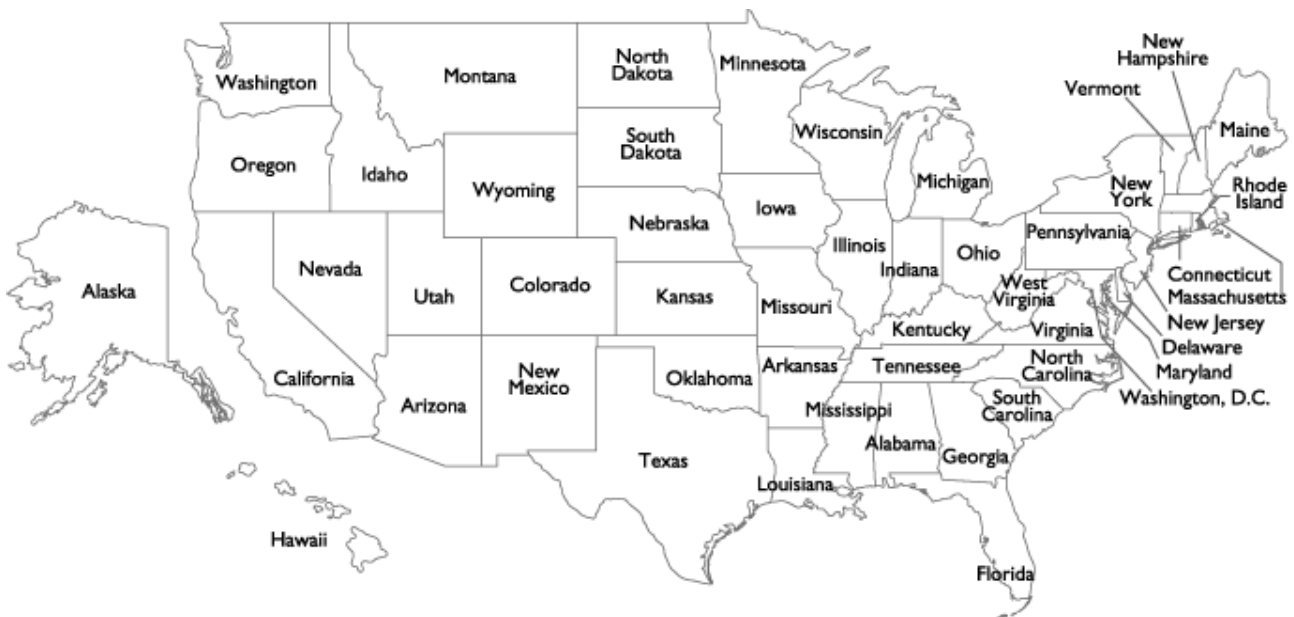 New
Hampshire
Vermont
Maine
Washington
Montana
North
Dakota
Minnesota
Oregon
Idaho
Wyoming
South
Dakota
Wisconsin
Michigan
New
York
Rhode
Island
Nebraska
Iowa
Illinois
Indiana
Ohio
Pennsylvania
Alaska
Nevada
Utah
Colorado
Kansas
Missouri
West
Virginia
Virginia
Kentucky
Connecticut
Massachusetts
New Jersey
Delaware
Maryland
Washington, D.C.
California
Arizona
New
Mexico
Oklahoma
Arkansas
Tennessee
North
Carolina
South
Carolina
Mississippi
Alabama
Georgia
Texas
Louisiana
Hawaii
Florida